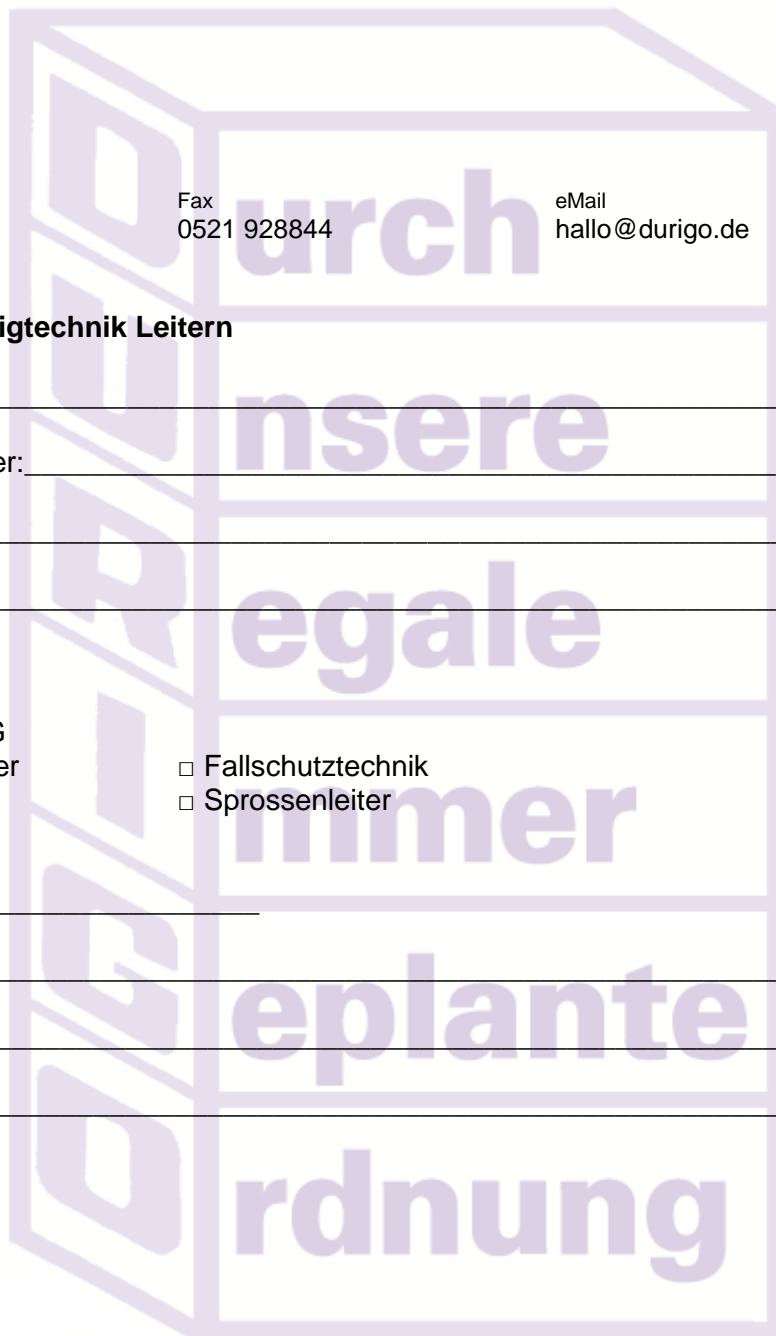 Fax eMail
0521 928844 hallo@durigo.de
igtechnik Leitern
er:
G
er □ Fallschutztechnik
□ Sprossenleiter
D urch
U nsere
R egale
I mmer
G eplante
O rdnung